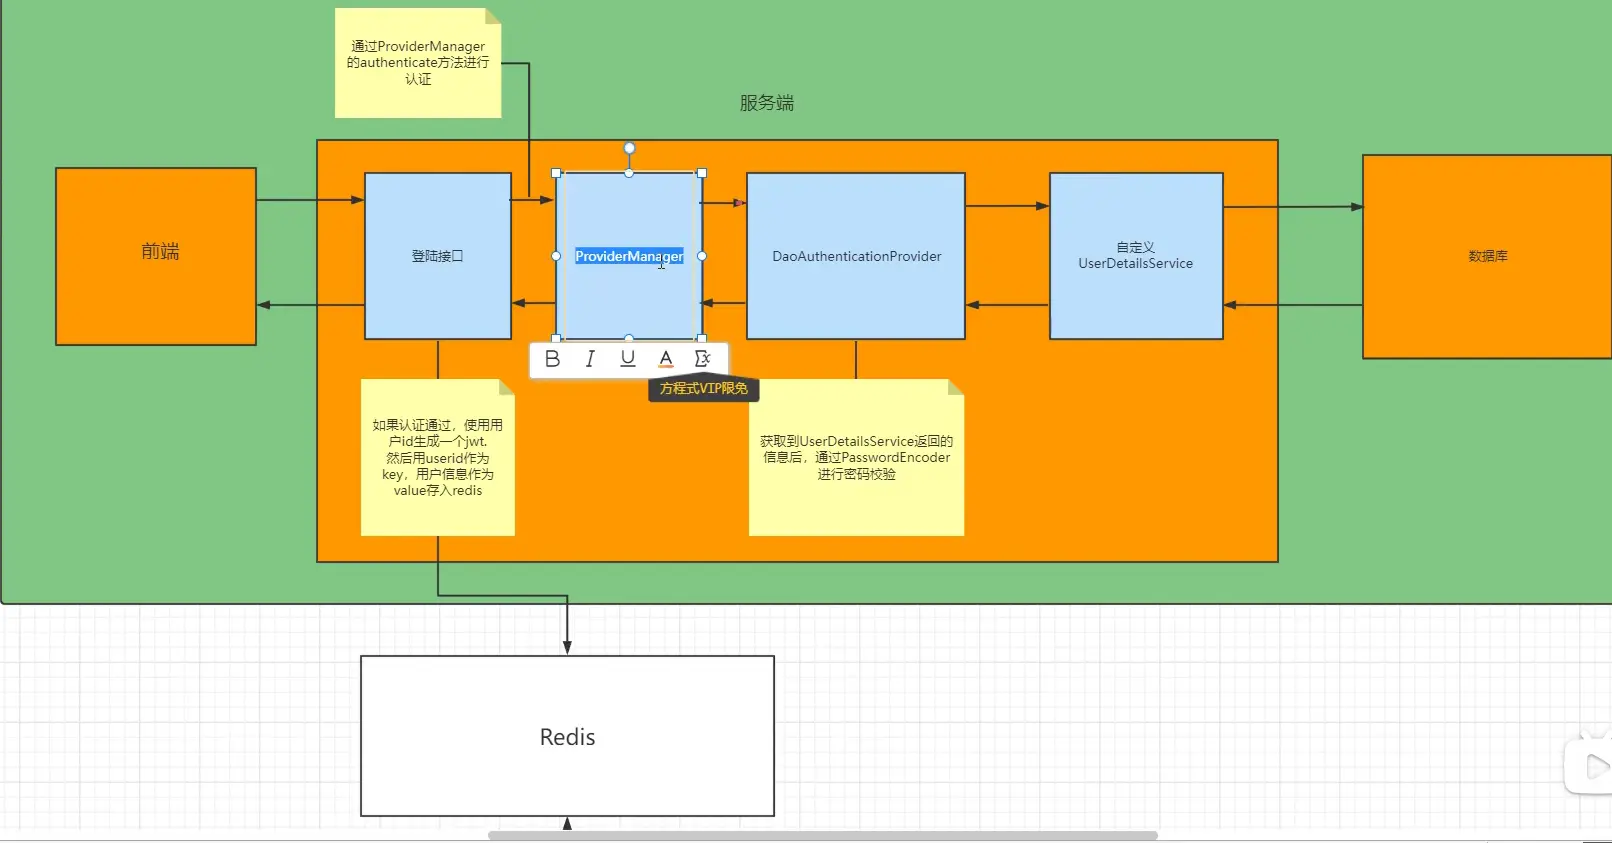 通过ProviderManager
的authenticate方法进行
认证
服务端
前端
登陆接口
ProviderManager
DaoAuthenticationProvider
自定义
UserDetailsService
数据库
B I U A
方程式VIP限免
如果认证通过，使用用
户id生成一个jwt.
然后用userid作为
key，用户信息作为
value存入redis
获取到UserDetailsService返回的
信息后，通过PasswordEncoder
进行密码校验
Redis